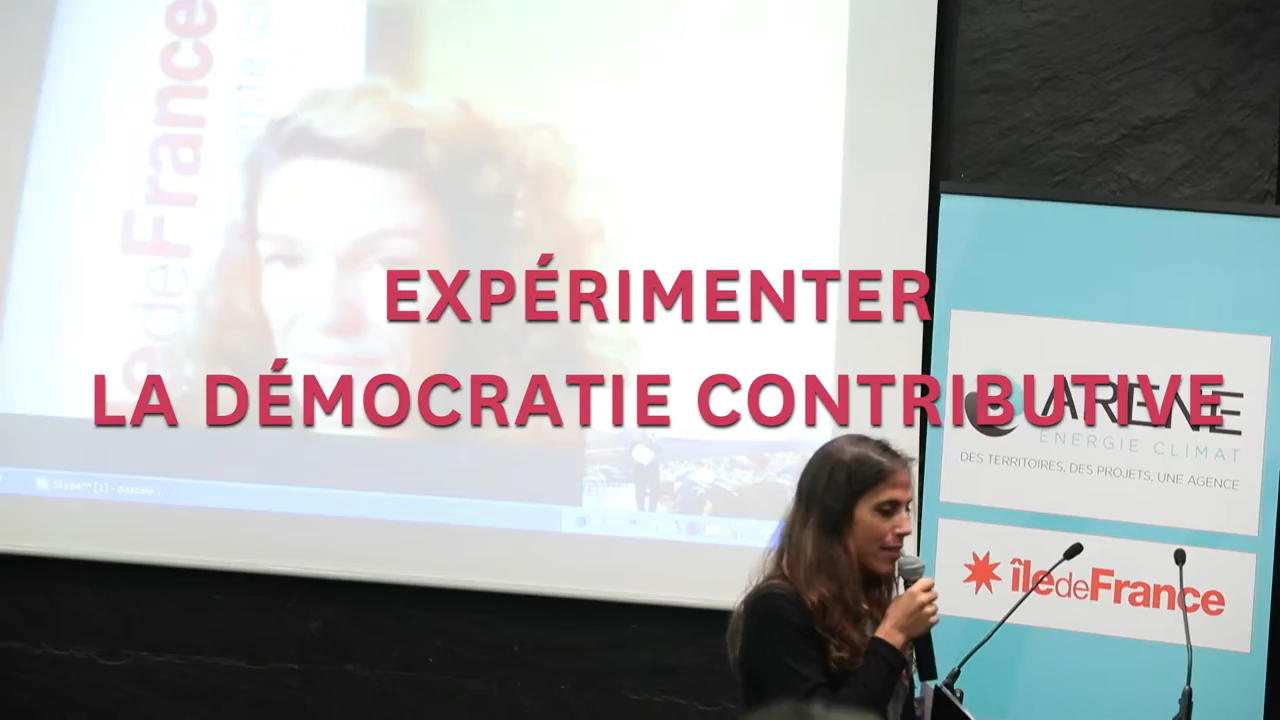 îledeFrance
EXPÉRIMENTER
LA DÉMOCRATIE CONTRIBUTIVE
ARENE
ENERGIE CLIMAT
DES TERRITOIRES, DES PROJETS, UNE AGENCE
îledeFrance